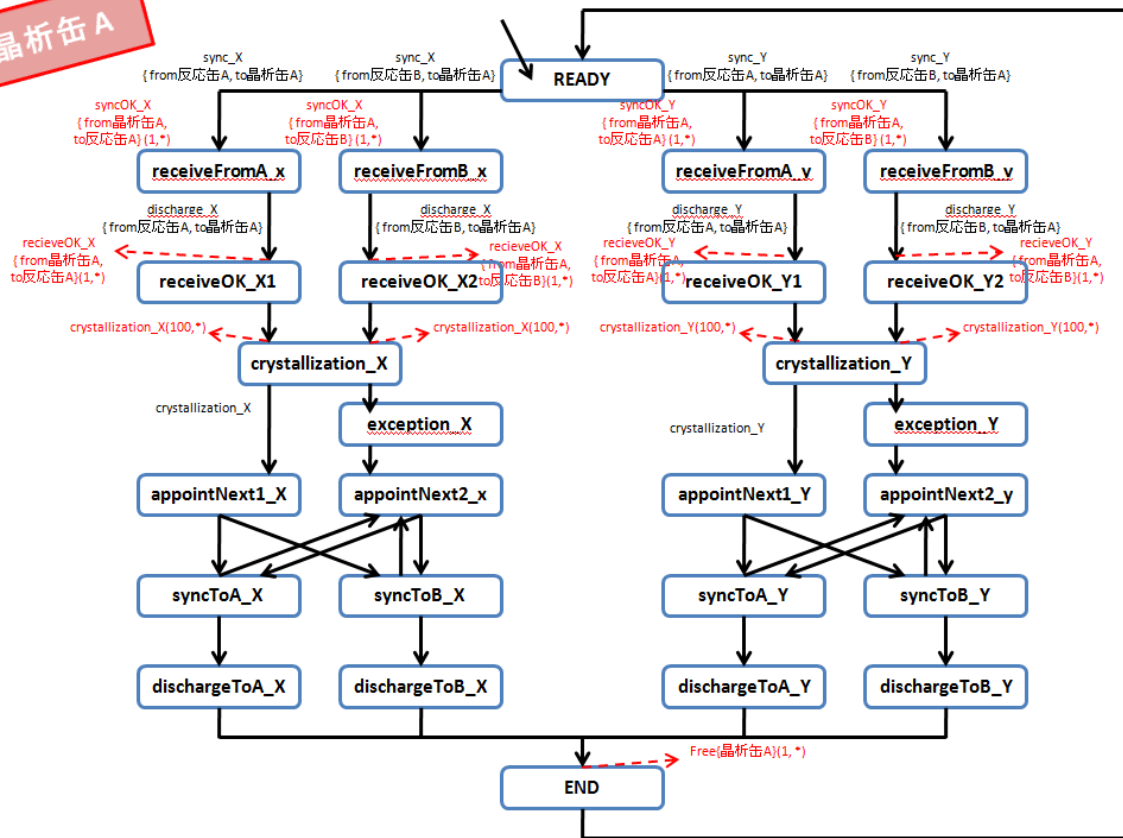 晶析缶A
sync_X
{from反応缶A, to晶析缶A}
sync_X
{from反応缶B, to晶析缶A}
READY
sync_Y
{from反応缶A, to晶析缶A}
sync_Y
{from反応缶B, to晶析缶A}
syncOK_X
{from晶析缶A,
to反応缶A}(1,*)
syncOK_X
{from晶析缶A,
to反応缶B}(1,*)
syncOK_Y
{from晶析缶A,
to反応缶A}(1,*)
syncOK_Y
{from晶析缶A,
to反応缶B}(1,*)
receiveFromA_x
receiveFromB_x
receiveFromA_y
receiveFromB_y
discharge_X
{from反応缶A, to晶析缶A}
discharge_X
{from反応缶B, to晶析缶A}
discharge_Y
{from反応缶A, to晶析缶A}
discharge_Y
{from反応缶B, to晶析缶A}
recieveOK_X
{from晶析缶A,
to反応缶A}(1,*)
recieveOK_X
{from晶析缶A,
to反応缶B}(1,*)
recieveOK_Y
{from晶析缶A,
to反応缶A}(1,*)
recieveOK_Y
{from晶析缶A,
to反応缶B}(1,*)
receiveOK_X1
receiveOK_X2
receiveOK_Y1
receiveOK_Y2
crystallization_X(100,*)
crystallization_X(100,*)
crystallization_Y(100,*)
crystallization_Y(100,*)
crystallization_X
crystallization_Y
crystallization_X
exception_X
crystallization_Y
exception_Y
appointNext1_X
appointNext2_x
appointNext1_Y
appointNext2_y
syncToA_X
syncToB_X
syncToA_Y
syncToB_Y
dischargeToA_X
dischargeToB_X
dischargeToA_Y
dischargeToB_Y
Free{晶析缶A}(1,*)
END